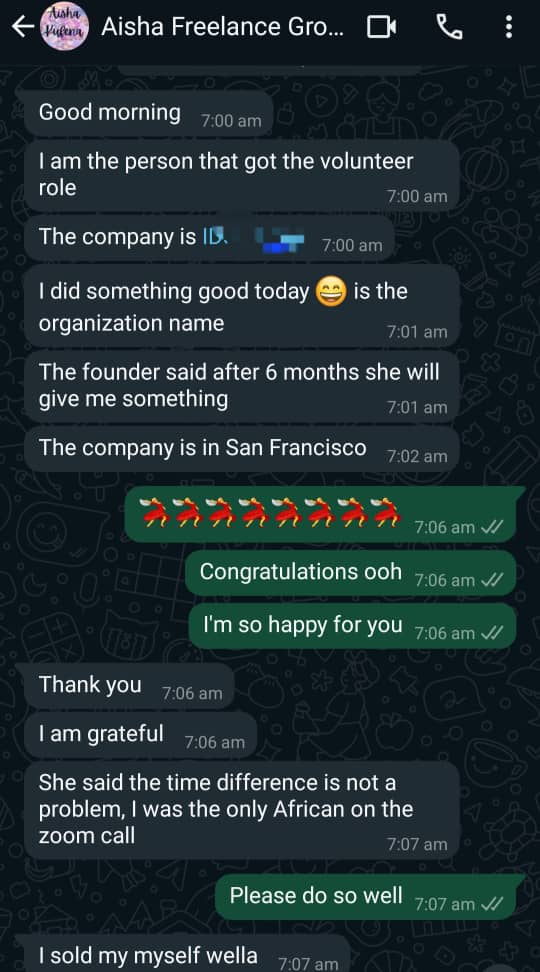 Aisha
Kufena
Aisha Freelance Gro...
Good morning 7:00 am
I am the person that got the volunteer
role 7:00 am
The company is 7:00 am
I did something good today 😄 is the
organization name 7:01 am
The founder said after 6 months she will
give me something 7:01 am
The company is in San Francisco 7:02 am
💃💃💃💃💃💃💃💃 7:06 am
Congratulations ooh 7:06 am
I'm so happy for you 7:06 am
Thank you 7:06 am
I am grateful 7:06 am
She said the time difference is not a
problem, I was the only African on the
zoom call 7:07 am
Please do so well 7:07 am
I sold my myself wella 7:07 am